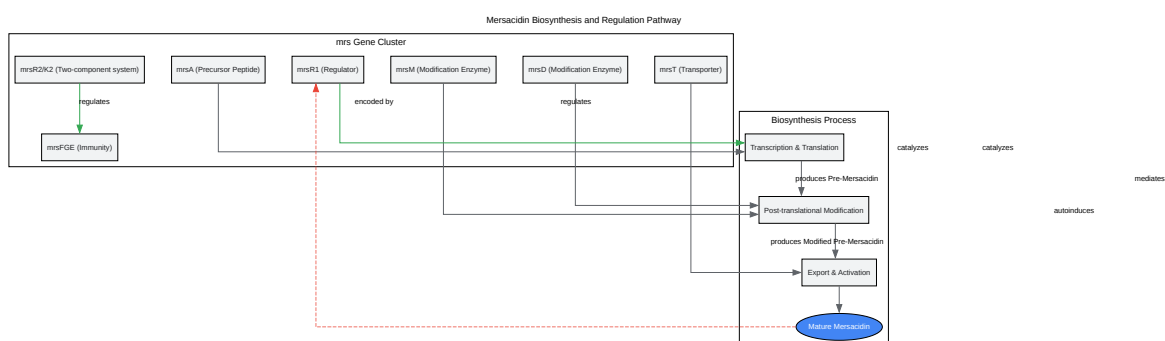 Mersacidin Biosynthesis and Regulation Pathway
mrs Gene Cluster
mrsR2/K2 (Two-component system)
mrsA (Precursor Peptide)
mrsR1 (Regulator)
mrsM (Modification Enzyme)
mrsD (Modification Enzyme)
mrsT (Transporter)
regulates
encoded by
regulates
mrsFGE (Immunity)
Biosynthesis Process
Transcription & Translation
catalyzes
catalyzes
produces Pre-Mersacidin
mediates
Post-translational Modification
autoinduces
produces Modified Pre-Mersacidin
Export & Activation
Mature Mersacidin